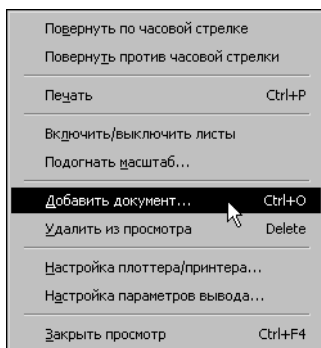 Повернуть по часовой стрелке
Повернуть против часовой стрелки
Печать Ctrl+P
Включить/выключить листы
Подогнать масштаб...
Добавить документ... Ctrl+O
Удалить из просмотра Delete
Настройка плоттера/принтера...
Настройка параметров вывода...
Закрыть просмотр Ctrl+F4